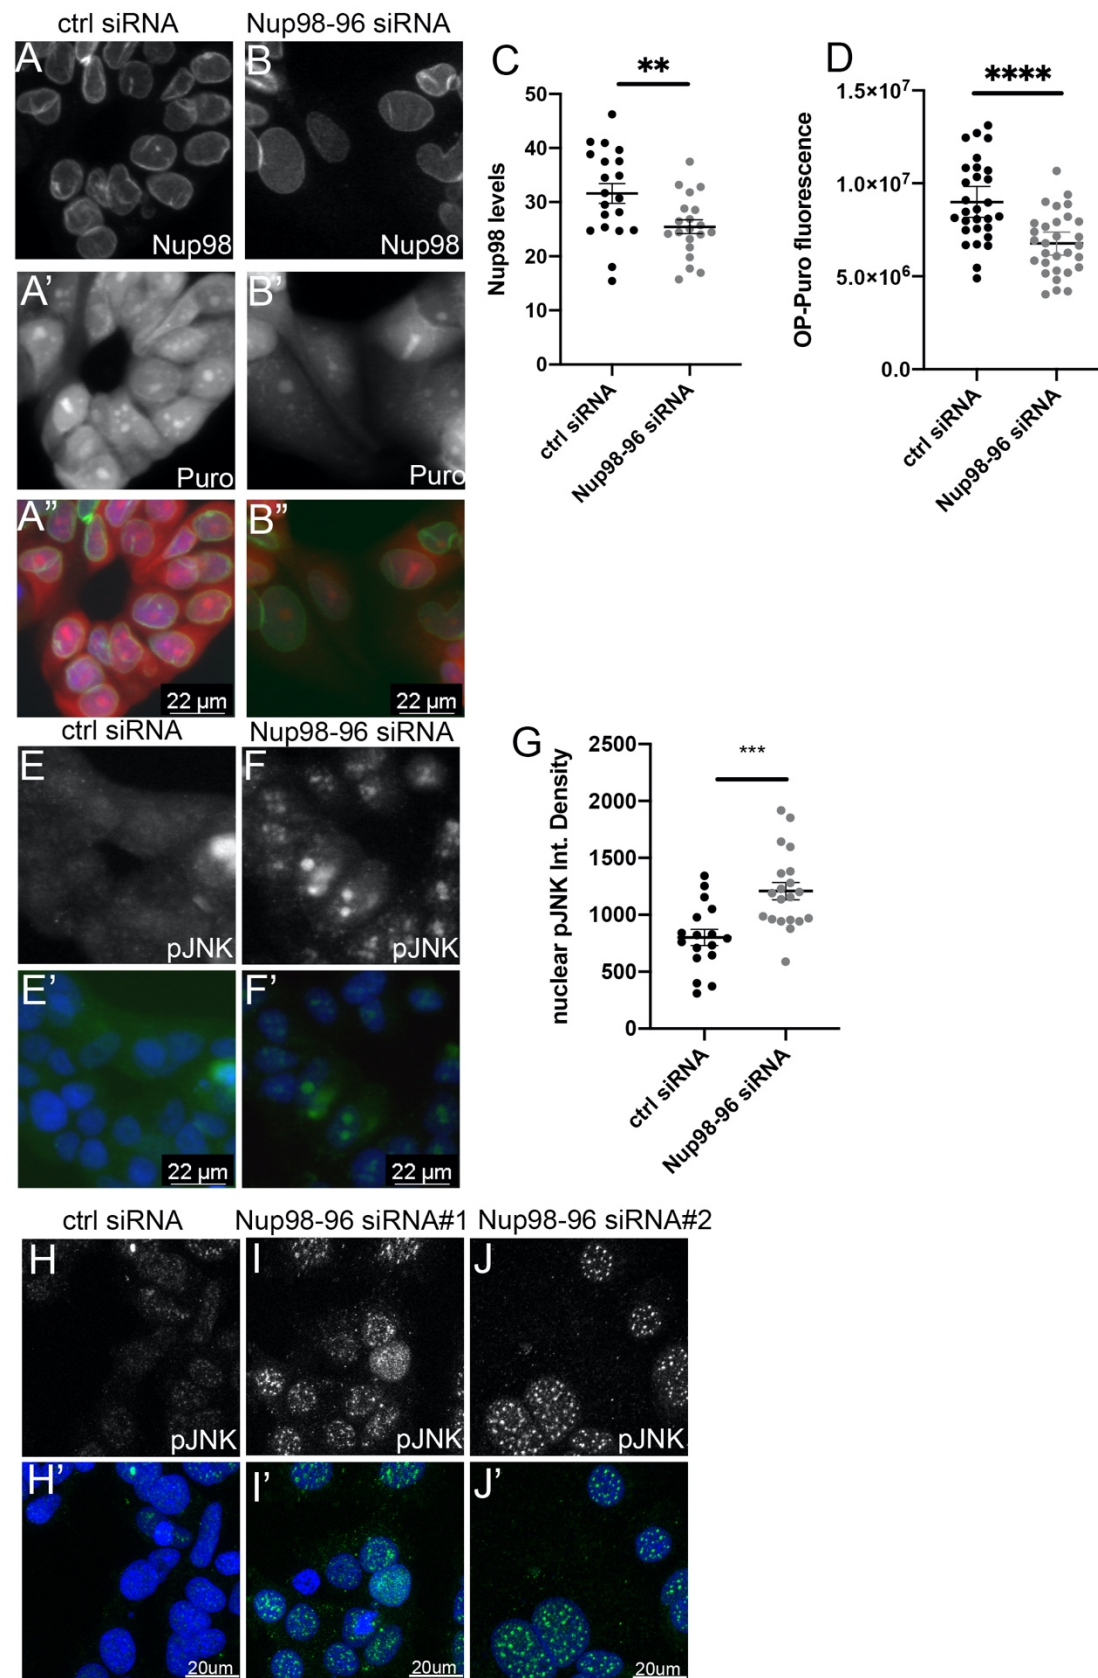 ctrl siRNA
Nup98-96 siRNA
A
Nup98
B
Nup98
A’
Puro
B’
Puro
A”
22 µm
B”
22 µm
C
**
Nup98 levels
50
40
30
20
10
0
ctrl siRNA
Nup98-96 siRNA
D
****
OP-Puro fluorescence
1.5×10⁷
1.0×10⁷
5.0×10⁶
0.0
ctrl siRNA
Nup98-96 siRNA
ctrl siRNA
Nup98-96 siRNA
E
pJNK
F
pJNK
E’
22 µm
F’
22 µm
G
***
nuclear pJNK Int. Density
2500
2000
1500
1000
500
0
ctrl siRNA
Nup98-96 siRNA
ctrl siRNA
Nup98-96 siRNA#1
Nup98-96 siRNA#2
H
pJNK
I
pJNK
J
pJNK
H’
20um
I’
20um
J’
20um